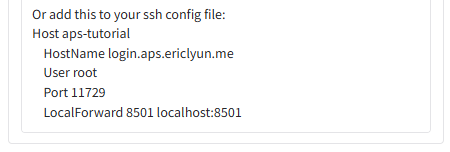 Or add this to your ssh config file:
Host aps-tutorial
HostName login.aps.ericlyun.me
User root
Port 11729
LocalForward 8501 localhost:8501